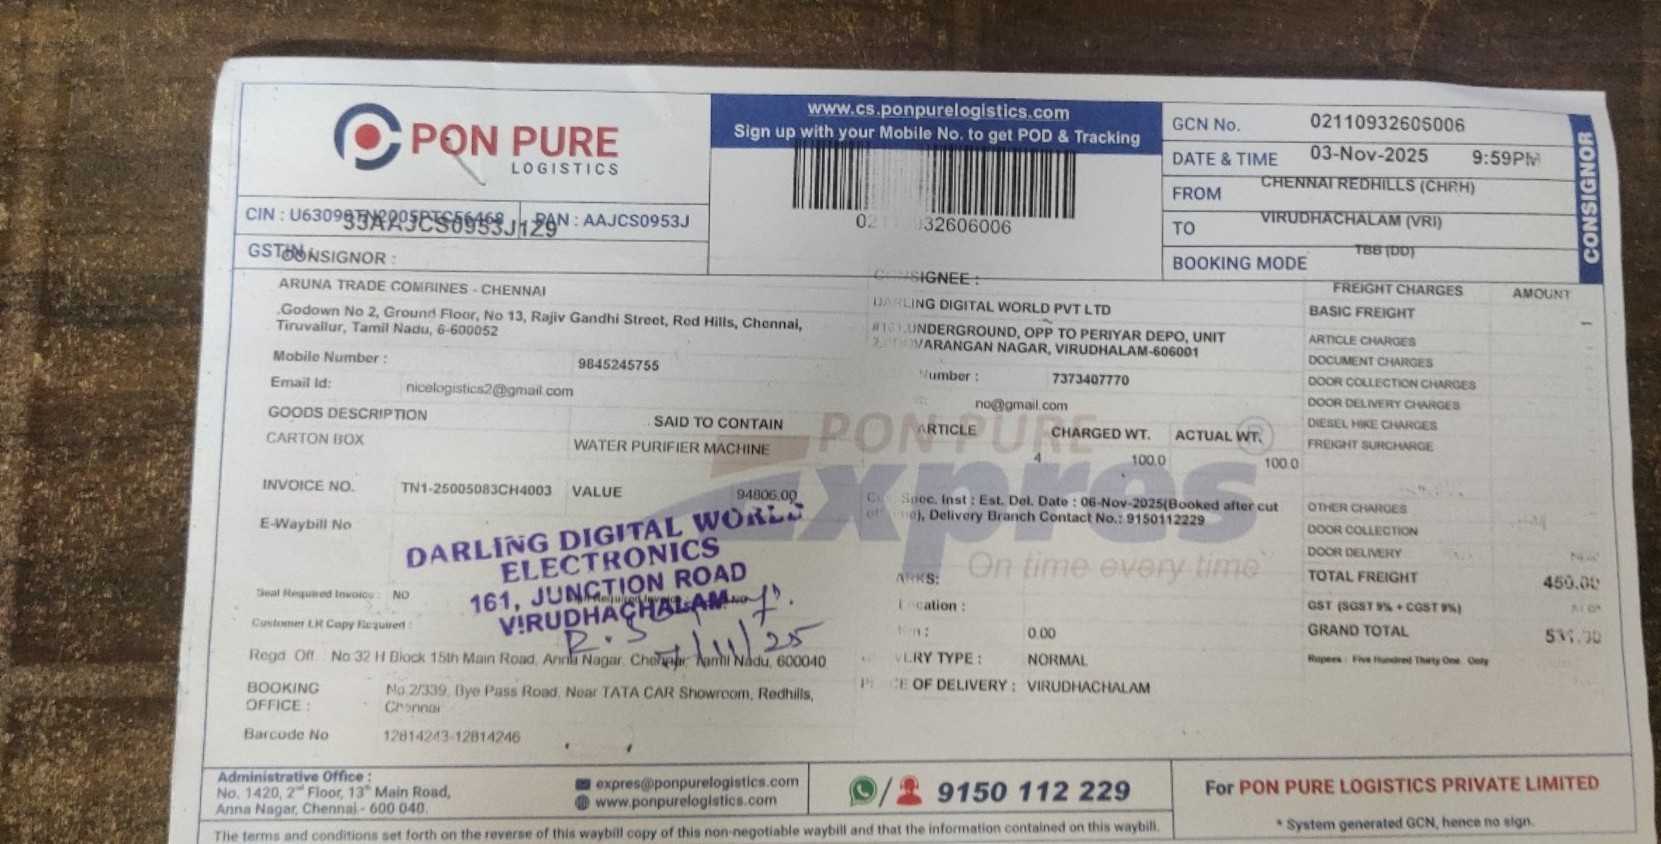 PON PURE
LOGISTICS
www.cs.ponpurelogistics.com
Sign up with your Mobile No. to get POD & Tracking
32606006
GCN No. 02110932606006
DATE & TIME 03-Nov-2025 9:59PM
FROM CHENNAI REDHILLS (CHRH)
TO VIRUDHACHALAM (VRI)
BOOKING MODE TBB (DD)
CONSIGNOR
CIN : PAN : AAJCS0953J
33AAJCS0953J1Z9
GSTIN
CONSIGNOR :
ARUNA TRADE COMBINES - CHENNAI
.Godown No 2, Ground Floor, No 13, Rajiv Gandhi Street, Red Hills, Chennai,
Tiruvallur, Tamil Nadu, 6-600052
Mobile Number : 9845245755
Email Id: nicelogistics2@gmail.com
GOODS DESCRIPTION SAID TO CONTAIN
CARTON BOX WATER PURIFIER MACHINE
INVOICE NO. TN1-25005083CH4003 VALUE 94806.00
E-Waybill No
DARLING DIGITAL WORLD
ELECTRONICS
161, JUNCTION ROAD
VIRUDHACHALAM
Seal Required Invoice : NO
Customer LR Copy Required :
/11/25
Regd. Off No 32 H Block 15th Main Road, Anna Nagar, Chennai, Tamil Nadu, 600040
BOOKING OFFICE : No.2/339, Bye Pass Road, Near TATA CAR Showroom, Redhills,
Chennai
Barcode No 12814243-12814246
CONSIGNEE :
DARLING DIGITAL WORLD PVT LTD
UNDERGROUND, OPP TO PERIYAR DEPO, UNIT
VARANGAN NAGAR, VIRUDHALAM-606001
Number : 7373407770
no@gmail.com
ARTICLE CHARGED WT. ACTUAL WT.
4 100.0 100.0
PON PURE
Expres
On time every time
Spec. Inst : Est. Del. Date : 06-Nov-2025(Booked after cut
Delivery Branch Contact No.: 9150112229
ARKS:
Location :
0.00
VERY TYPE : NORMAL
PLACE OF DELIVERY : VIRUDHACHALAM
FREIGHT CHARGES AMOUNT
BASIC FREIGHT
ARTICLE CHARGES
DOCUMENT CHARGES
DOOR COLLECTION CHARGES
DOOR DELIVERY CHARGES
DIESEL HIKE CHARGES
FREIGHT SURCHARGE
OTHER CHARGES
DOOR COLLECTION
DOOR DELIVERY
TOTAL FREIGHT 450.00
GST (SGST 9% + CGST 9%)
GRAND TOTAL
Rupees : Five Hundred Thirty One Only
Administrative Office :
No. 1420, 2nd Floor, 13th Main Road,
Anna Nagar, Chennai - 600 040.
expres@ponpurelogistics.com
www.ponpurelogistics.com
9150 112 229
For PON PURE LOGISTICS PRIVATE LIMITED
* System generated GCN, hence no sign.
The terms and conditions set forth on the reverse of this waybill copy of this non-negotiable waybill and that the information contained on this waybill.